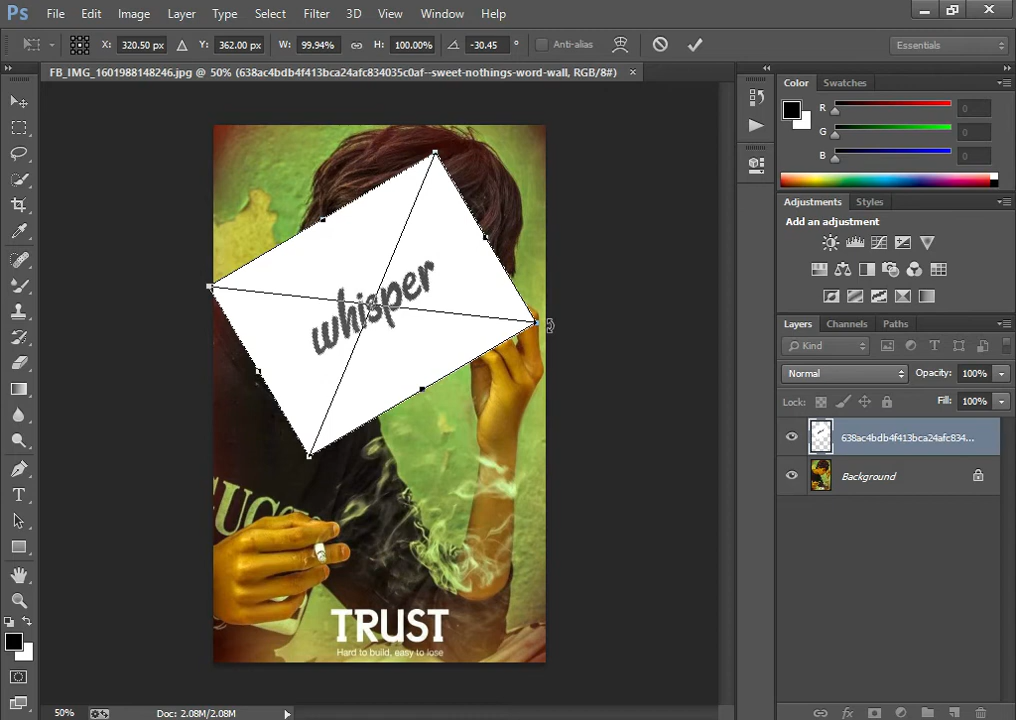 Ps File Edit Image Layer Type Select Filter 3D View Window Help
X: 320.50 px Y: 362.00 px W: 99.94% H: 100.00% -30.45 ° Anti-alias Essentials
FB_IMG_1601988148246.jpg @ 50% (638ac4bdb4f413bca24afc834035c0af--sweet-nothings-word-wall, RGB/8#) ×
Color Swatches
R 0
G 0
B 0
Adjustments Styles
Add an adjustment
whisper
Layers Channels Paths
Kind
Normal Opacity: 100%
Lock: Fill: 100%
638ac4bdb4f413bca24afc834...
Background
TRUST
Hard to build, easy to lose
50% Doc: 2.08M/2.08M